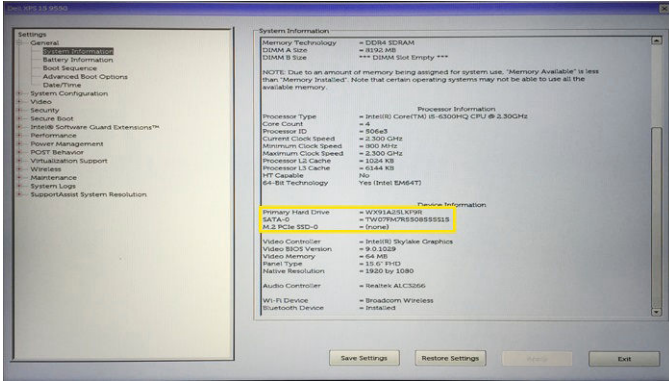 Dell XPS 15 9550
Settings
General
System Information
Battery Information
Boot Sequence
Advanced Boot Options
Date/Time
System Configuration
Video
Security
Secure Boot
Intel® Software Guard Extensions™
Performance
Power Management
POST Behavior
Virtualization Support
Wireless
Maintenance
System Logs
SupportAssist System Resolution
System Information
Memory Technology = DDR4 SDRAM
DIMM A Size = 8192 MB
DIMM B Size *** DIMM Slot Empty ***
NOTE: Due to an amount of memory being assigned for system use, "Memory Available" is less
than "Memory Installed". Note that certain operating systems may not be able to use all the
available memory.
Processor Information
Processor Type = Intel(R) Core(TM) i5-6300HQ CPU @ 2.30GHz
Core Count = 4
Processor ID = 506e3
Current Clock Speed = 2.300 GHz
Minimum Clock Speed = 800 MHz
Maximum Clock Speed = 2.300 GHz
Processor L2 Cache = 1024 KB
Processor L3 Cache = 6144 KB
HT Capable No
64-Bit Technology Yes (Intel EM64T)
Device Information
Primary Hard Drive = WX91A25LKF9R
SATA-0 = TW07FM7R5508555515
M.2 PCIe SSD-0 = (none)
Video Controller = Intel(R) Skylake Graphics
Video BIOS Version = 9.0.1029
Video Memory = 64 MB
Panel Type = 15.6" FHD
Native Resolution = 1920 by 1080
Audio Controller = Realtek ALC3266
Wi-Fi Device = Broadcom Wireless
Bluetooth Device = Installed
Save Settings
Restore Settings
Exit